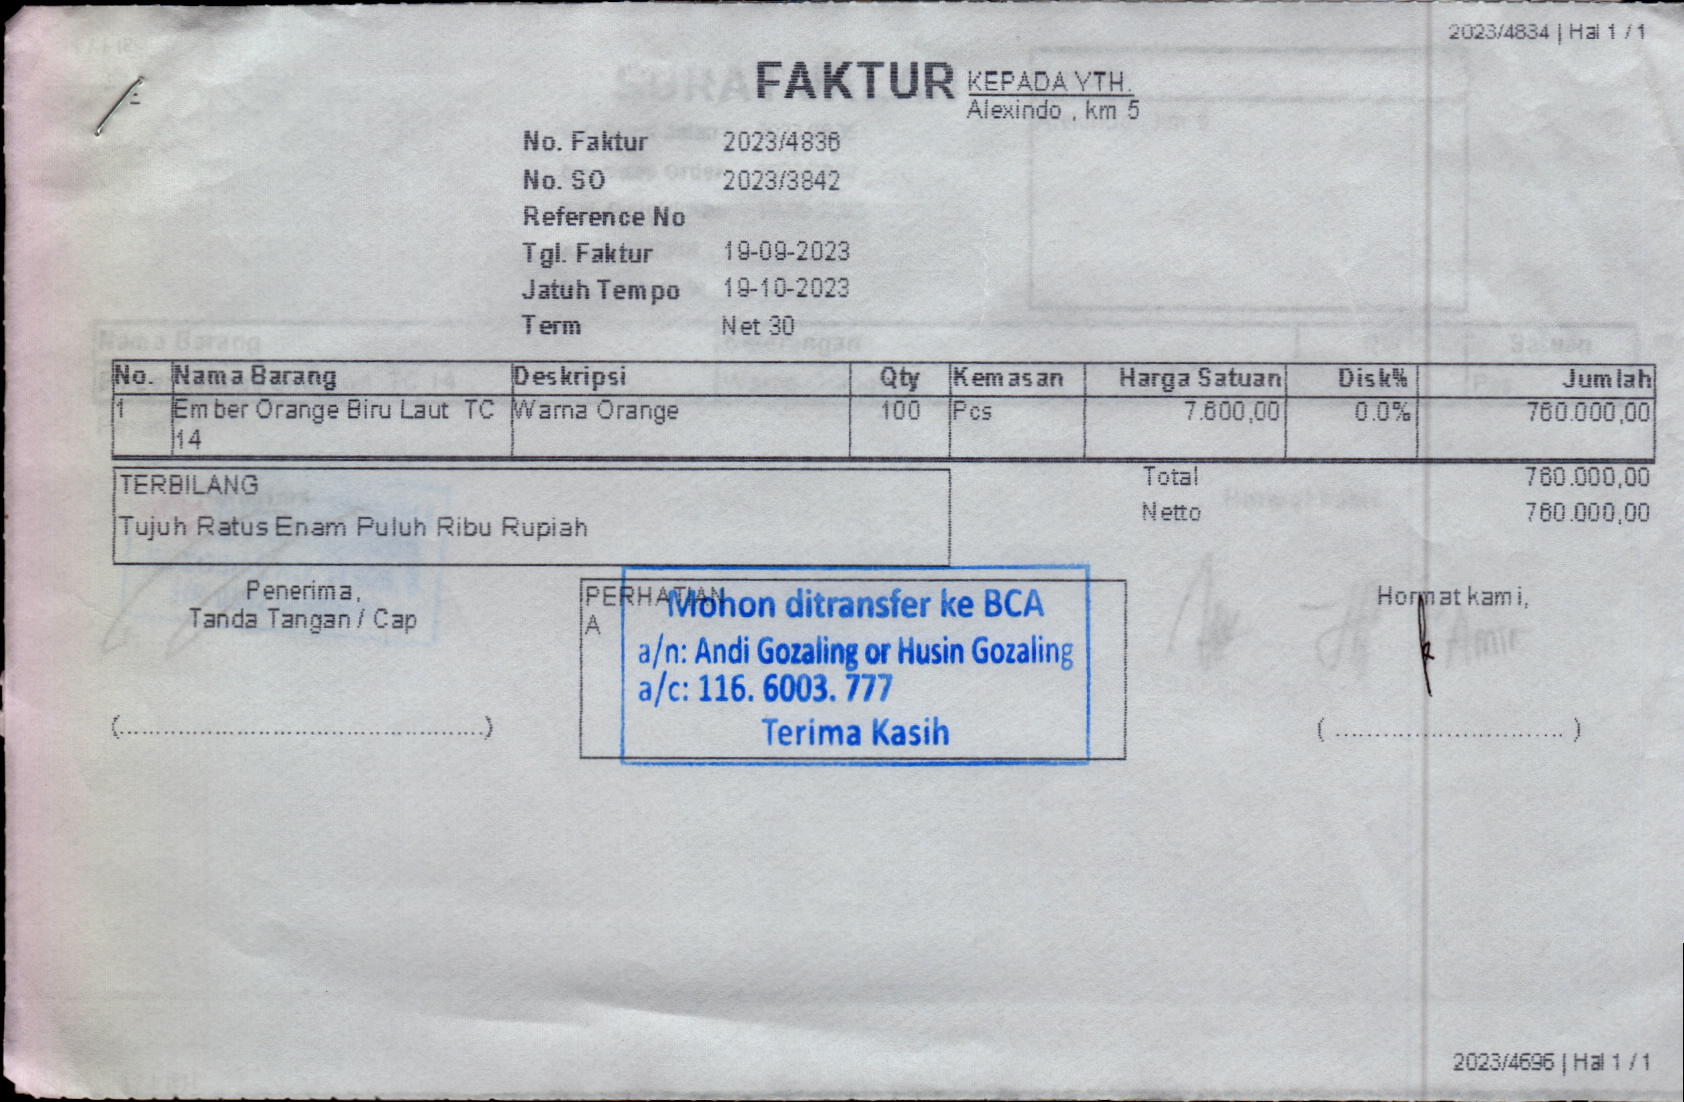 2023/4834 | Hal 1 / 1
FAKTUR
KEPADA YTH.
Alexindo , km 5
No. Faktur 2023/4836
No. SO 2023/3842
Reference No
Tgl. Faktur 19-09-2023
Jatuh Tempo 19-10-2023
Term Net 30
No. Nama Barang Deskripsi Qty Kemasan Harga Satuan Disk% Jumlah
1 Ember Orange Biru Laut TC Warna Orange 100 Pcs 7.600,00 0.0% 760.000,00
14
TERBILANG
Tujuh Ratus Enam Puluh Ribu Rupiah
Total 760.000,00
Netto 760.000,00
Penerima,
Tanda Tangan / Cap
PERHATIAN
A
Mohon ditransfer ke BCA
a/n: Andi Gozaling or Husin Gozaling
a/c: 116. 6003. 777
Terima Kasih
Hormat kami,
(................................................)
( .............................. )
2023/4696 | Hal 1 / 1